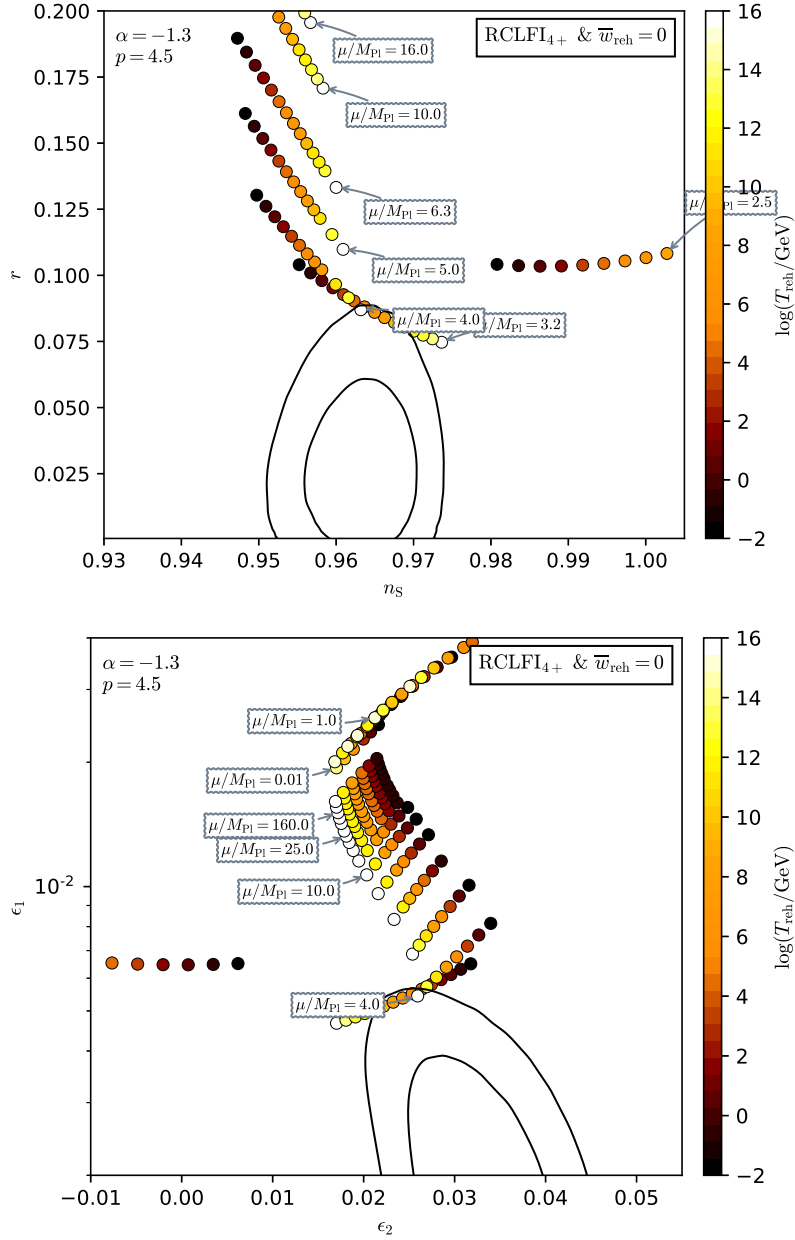 α = −1.3
p = 4.5
RCLFI4+ & w̅reh = 0
μ/MPl = 16.0
μ/MPl = 10.0
μ/MPl = 6.3
μ/MPl = 5.0
μ/MPl = 4.0
μ/MPl = 3.2
μ/MPl = 2.5
0.200
0.175
0.150
0.125
0.100
0.075
0.050
0.025
r
0.93
0.94
0.95
0.96
0.97
0.98
0.99
1.00
nS
16
14
12
10
8
6
4
2
0
−2
log(Treh/GeV)
α = −1.3
p = 4.5
RCLFI4+ & w̅reh = 0
μ/MPl = 1.0
μ/MPl = 0.01
μ/MPl = 160.0
μ/MPl = 25.0
μ/MPl = 10.0
μ/MPl = 4.0
10-2
ϵ1
−0.01
0.00
0.01
0.02
0.03
0.04
0.05
ϵ2
16
14
12
10
8
6
4
2
0
−2
log(Treh/GeV)